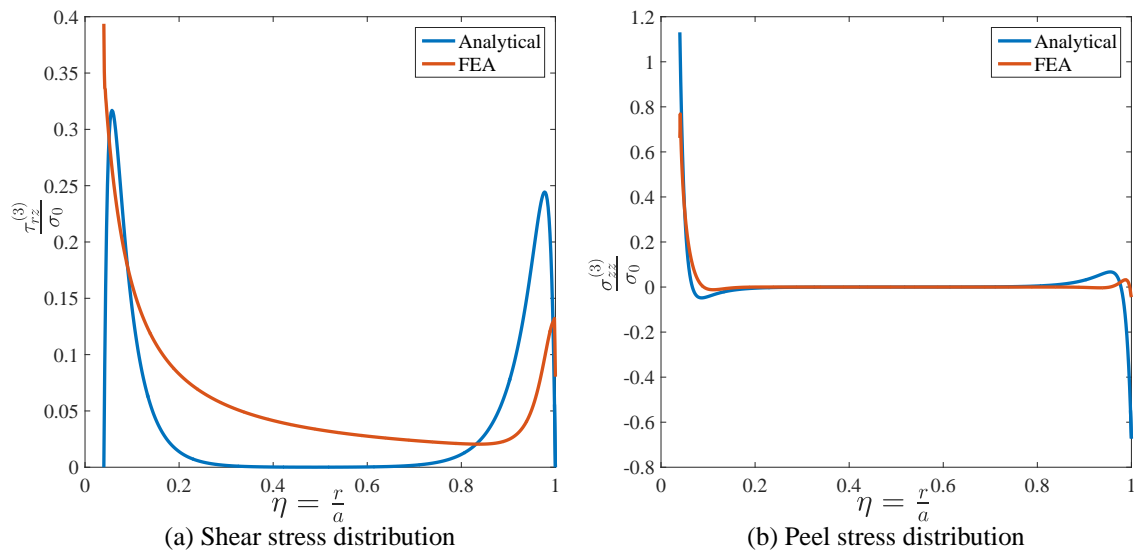 0.4
0.35
0.3
0.25
0.2
0.15
0.1
0.05
0
τ_{rz}^{(3)}/σ_0
Analytical
FEA
0 0.2 0.4 0.6 0.8 1
η = r/a
(a) Shear stress distribution
1.2
1
0.8
0.6
0.4
0.2
0
-0.2
-0.4
-0.6
-0.8
σ_{zz}^{(3)}/σ_0
Analytical
FEA
0 0.2 0.4 0.6 0.8 1
η = r/a
(b) Peel stress distribution